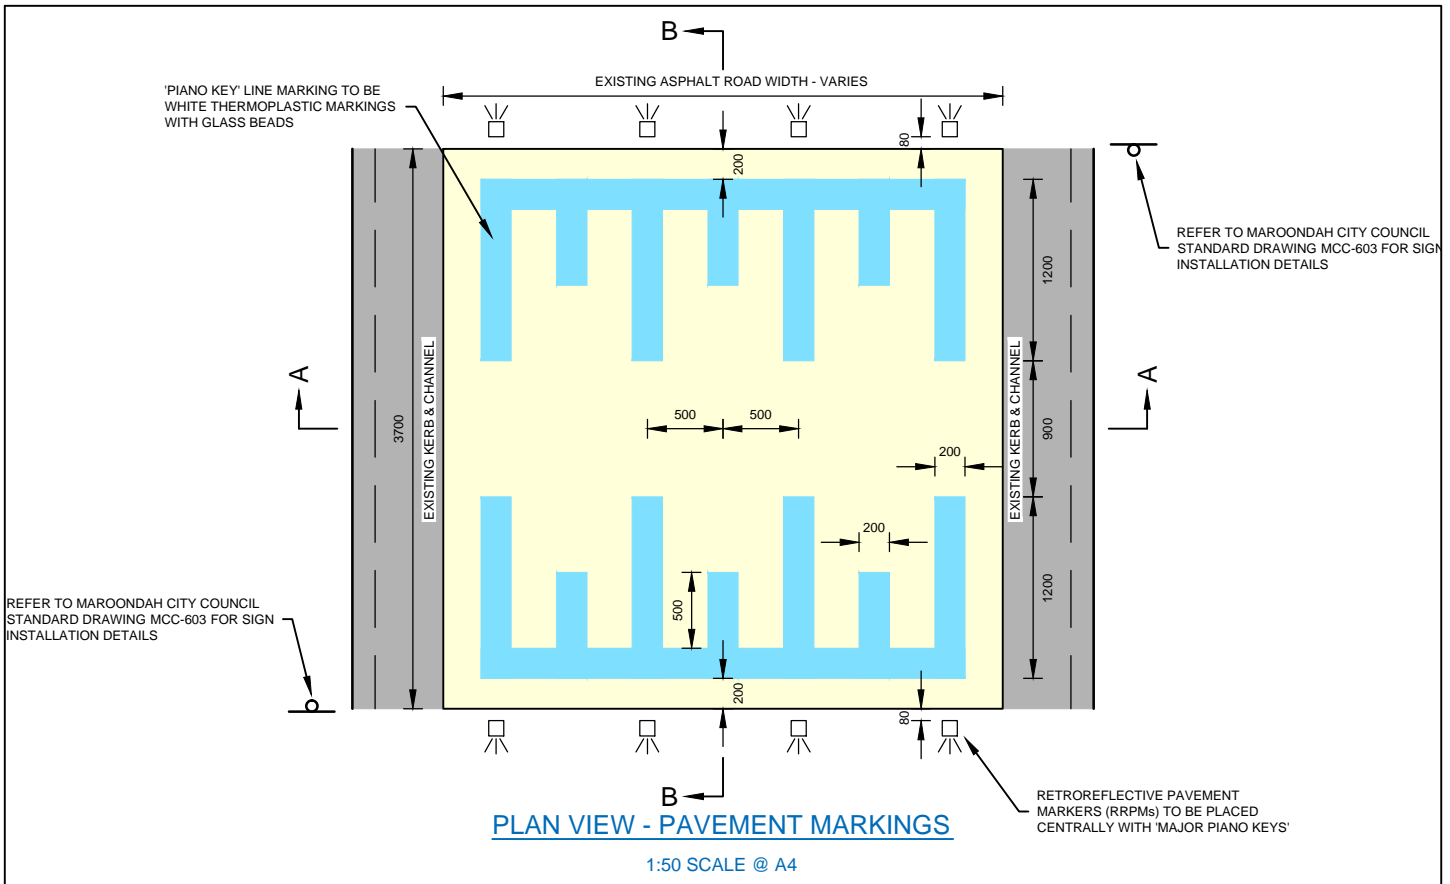 B
EXISTING ASPHALT ROAD WIDTH - VARIES
'PIANO KEY' LINE MARKING TO BE
WHITE THERMOPLASTIC MARKINGS
WITH GLASS BEADS
80
200
REFER TO MAROONDAH CITY COUNCIL
STANDARD DRAWING MCC-603 FOR SIGN
INSTALLATION DETAILS
1200
A
A
EXISTING KERB & CHANNEL
EXISTING KERB & CHANNEL
3700
500
500
900
200
200
500
1200
REFER TO MAROONDAH CITY COUNCIL
STANDARD DRAWING MCC-603 FOR SIGN
INSTALLATION DETAILS
200
80
B
RETROREFLECTIVE PAVEMENT
MARKERS (RRPMs) TO BE PLACED
CENTRALLY WITH 'MAJOR PIANO KEYS'
PLAN VIEW - PAVEMENT MARKINGS
1:50 SCALE @ A4